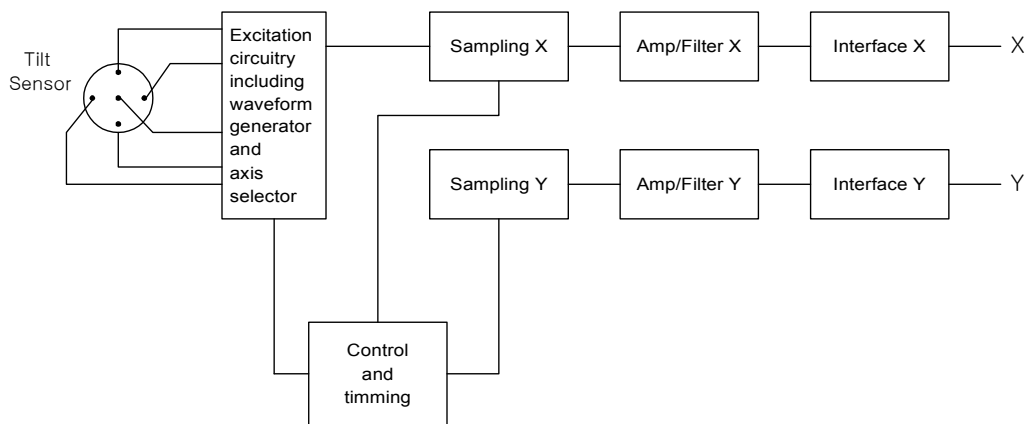 Tilt
Sensor
Excitation
circuitry
including
waveform
generator
and
axis
selector
Sampling X
Amp/Filter X
Interface X
X
Sampling Y
Amp/Filter Y
Interface Y
Y
Control
and
timming